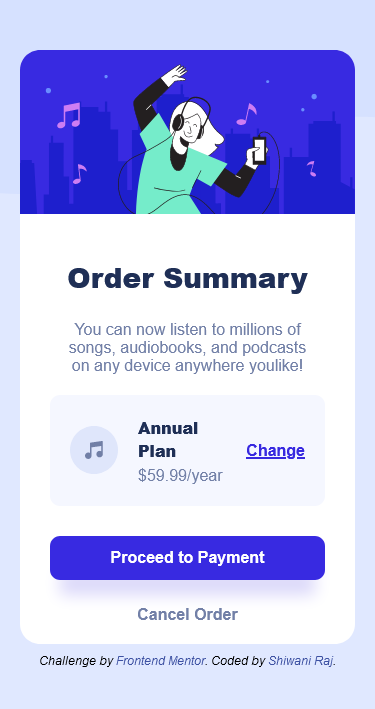 Order Summary
You can now listen to millions of
songs, audiobooks, and podcasts
on any device anywhere youlike!
Annual
Plan
$59.99/year
Change
Proceed to Payment
Cancel Order
Challenge by Frontend Mentor. Coded by Shiwani Raj.